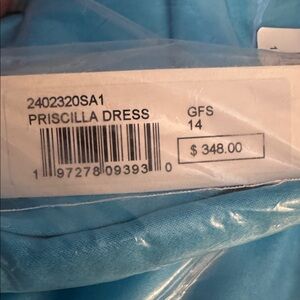 2402320SA1
PRISCILLA DRESS
GFS
14
$ 348.00
1 97278 09393 0